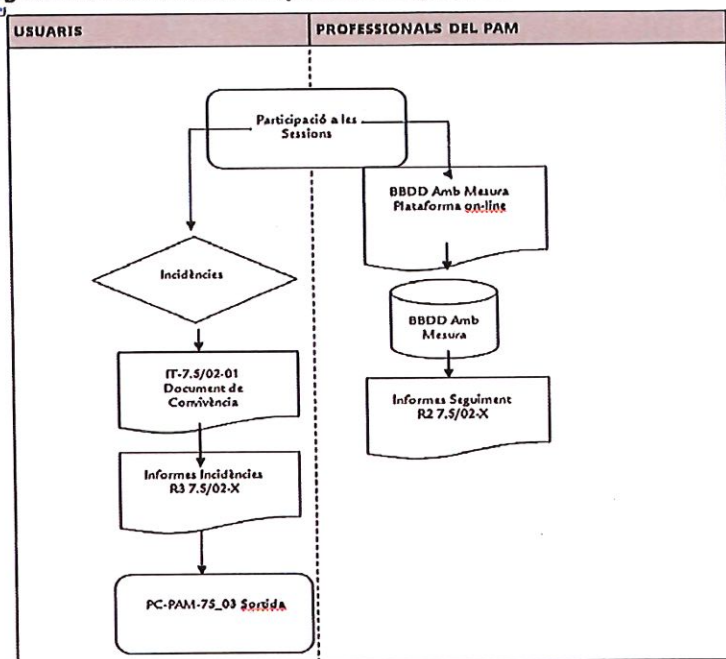 USUARIS
PROFESSIONALS DEL PAM
Participació a les
Sessions
BBDD Amb Mesura
Plataforma on-line
Incidències
BBDD Amb
Mesura
IT-7.5/02-01
Document de
Convivència
Informes Seguiment
R2 7.5/02-X
Informes Incidències
R3 7.5/02-X
PC-PAM-75_03 Sortida